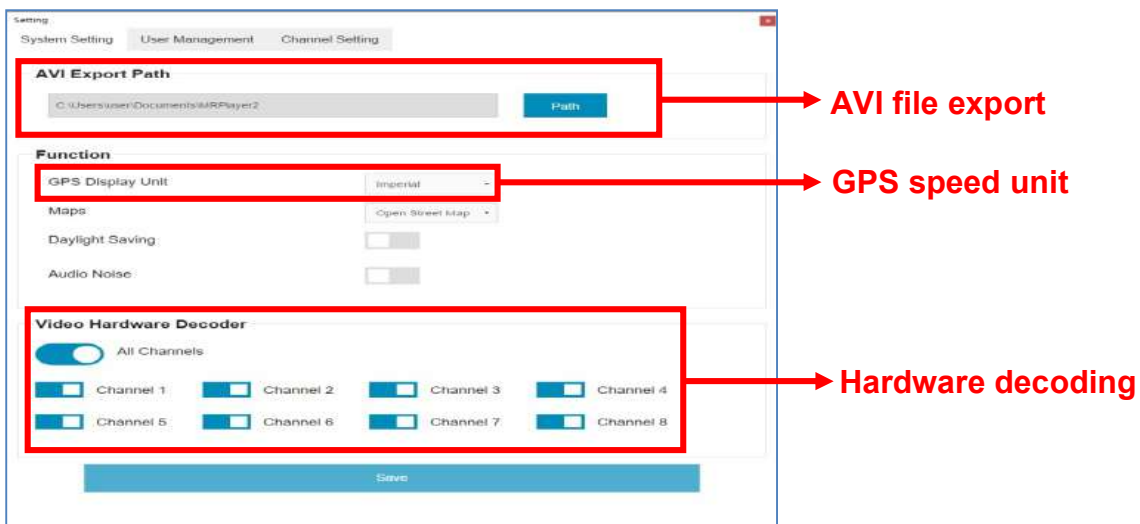 Setting
System Setting User Management Channel Setting
AVI Export Path
C:\Users\user\Documents\MRPlayer2 Path
AVI file export
Function
GPS Display Unit Imperial
GPS speed unit
Maps Open Street Map
Daylight Saving
Audio Noise
Video Hardware Decoder
All Channels
Channel 1 Channel 2 Channel 3 Channel 4
Hardware decoding
Channel 5 Channel 6 Channel 7 Channel 8
Save